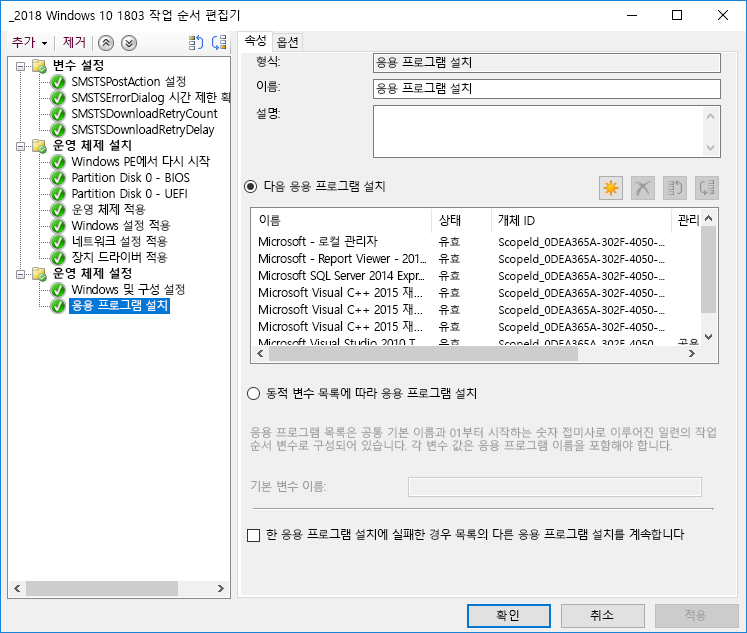 _2018 Windows 10 1803 작업 순서 편집기
추가 제거
변수 설정
SMSTSPostAction 설정
SMSTSErrorDialog 시간 제한 확
SMSTSDownloadRetryCount
SMSTSDownloadRetryDelay
운영 체제 설치
Windows PE에서 다시 시작
Partition Disk 0 - BIOS
Partition Disk 0 - UEFI
운영 체제 적용
Windows 설정 적용
네트워크 설정 적용
장치 드라이버 적용
운영 체제 설정
Windows 및 구성 설정
응용 프로그램 설치
속성 옵션
형식: 응용 프로그램 설치
이름: 응용 프로그램 설치
설명:
다음 응용 프로그램 설치
이름 상태 개체 ID 관리
Microsoft - 로컬 관리자 유효 ScopeId_0DEA365A-302F-4050-...
Microsoft - Report Viewer - 201... 유효 ScopeId_0DEA365A-302F-4050-...
Microsoft SQL Server 2014 Expr... 유효 ScopeId_0DEA365A-302F-4050-...
Microsoft Visual C++ 2015 재... 유효 ScopeId_0DEA365A-302F-4050-...
Microsoft Visual C++ 2015 재... 유효 ScopeId_0DEA365A-302F-4050-...
Microsoft Visual C++ 2015 재... 유효 ScopeId_0DEA365A-302F-4050-...
Microsoft Visual Studio 2010 T... 유효 ScopeId_0DEA365A-302F-4050-... 공용
동적 변수 목록에 따라 응용 프로그램 설치
응용 프로그램 목록은 공통 기본 이름과 01부터 시작하는 숫자 접미사로 이루어진 일련의 작업
순서 변수로 구성되어 있습니다. 각 변수 값은 응용 프로그램 이름을 포함해야 합니다.
기본 변수 이름:
한 응용 프로그램 설치에 실패한 경우 목록의 다른 응용 프로그램 설치를 계속합니다
확인 취소 적용